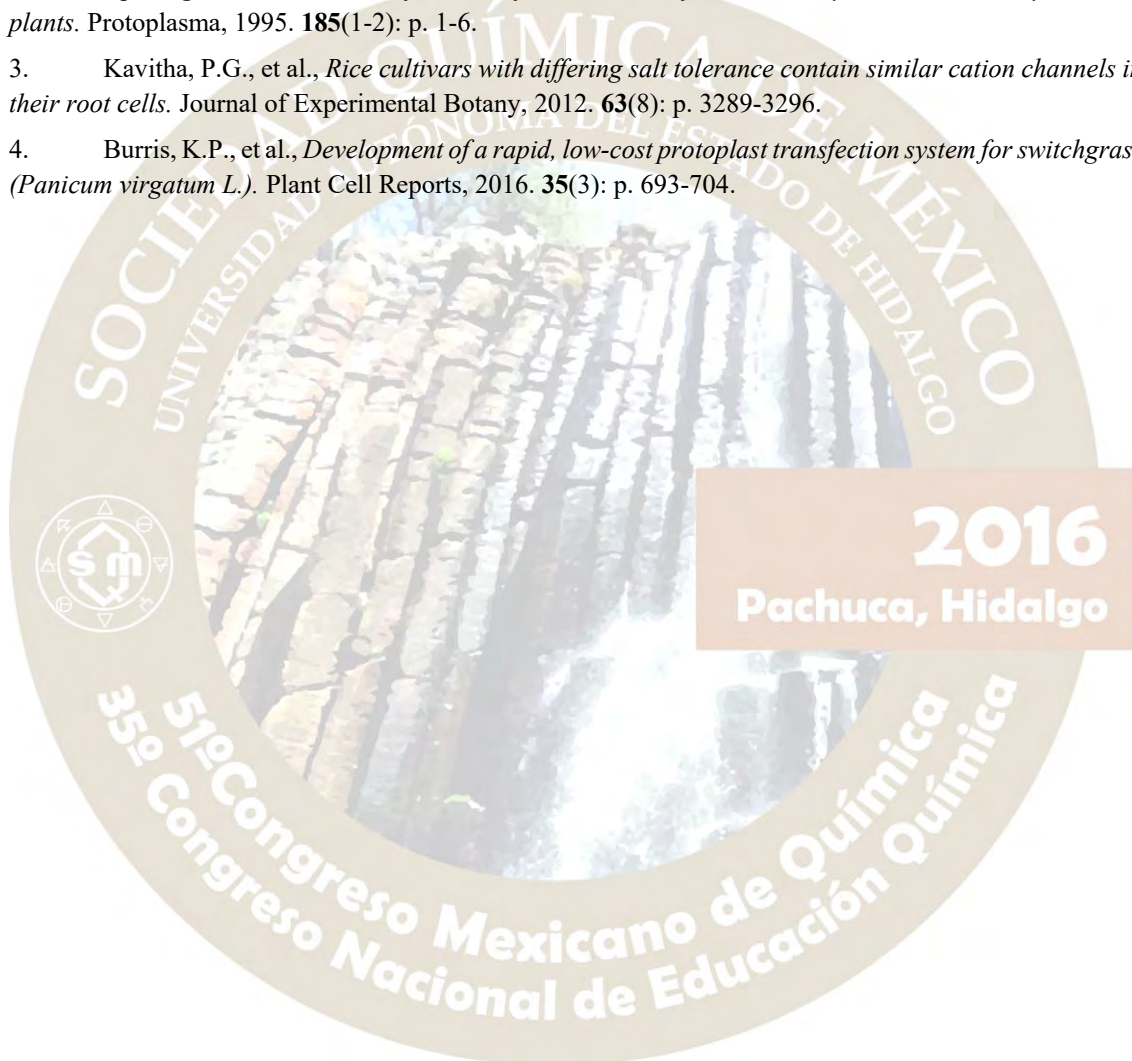 plants. Protoplasma, 1995. 185(1-2): p. 1-6.
3. Kavitha, P.G., et al., Rice cultivars with differing salt tolerance contain similar cation channels in
their root cells. Journal of Experimental Botany, 2012. 63(8): p. 3289-3296.
4. Burris, K.P., et al., Development of a rapid, low-cost protoplast transfection system for switchgras
(Panicum virgatum L.). Plant Cell Reports, 2016. 35(3): p. 693-704.
SOCIEDAD QUÍMICA DE MÉXICO
UNIVERSIDAD AUTÓNOMA DEL ESTADO DE HIDALGO
SQM
2016
Pachuca, Hidalgo
51º Congreso Mexicano de Química
35º Congreso Nacional de Educación Química